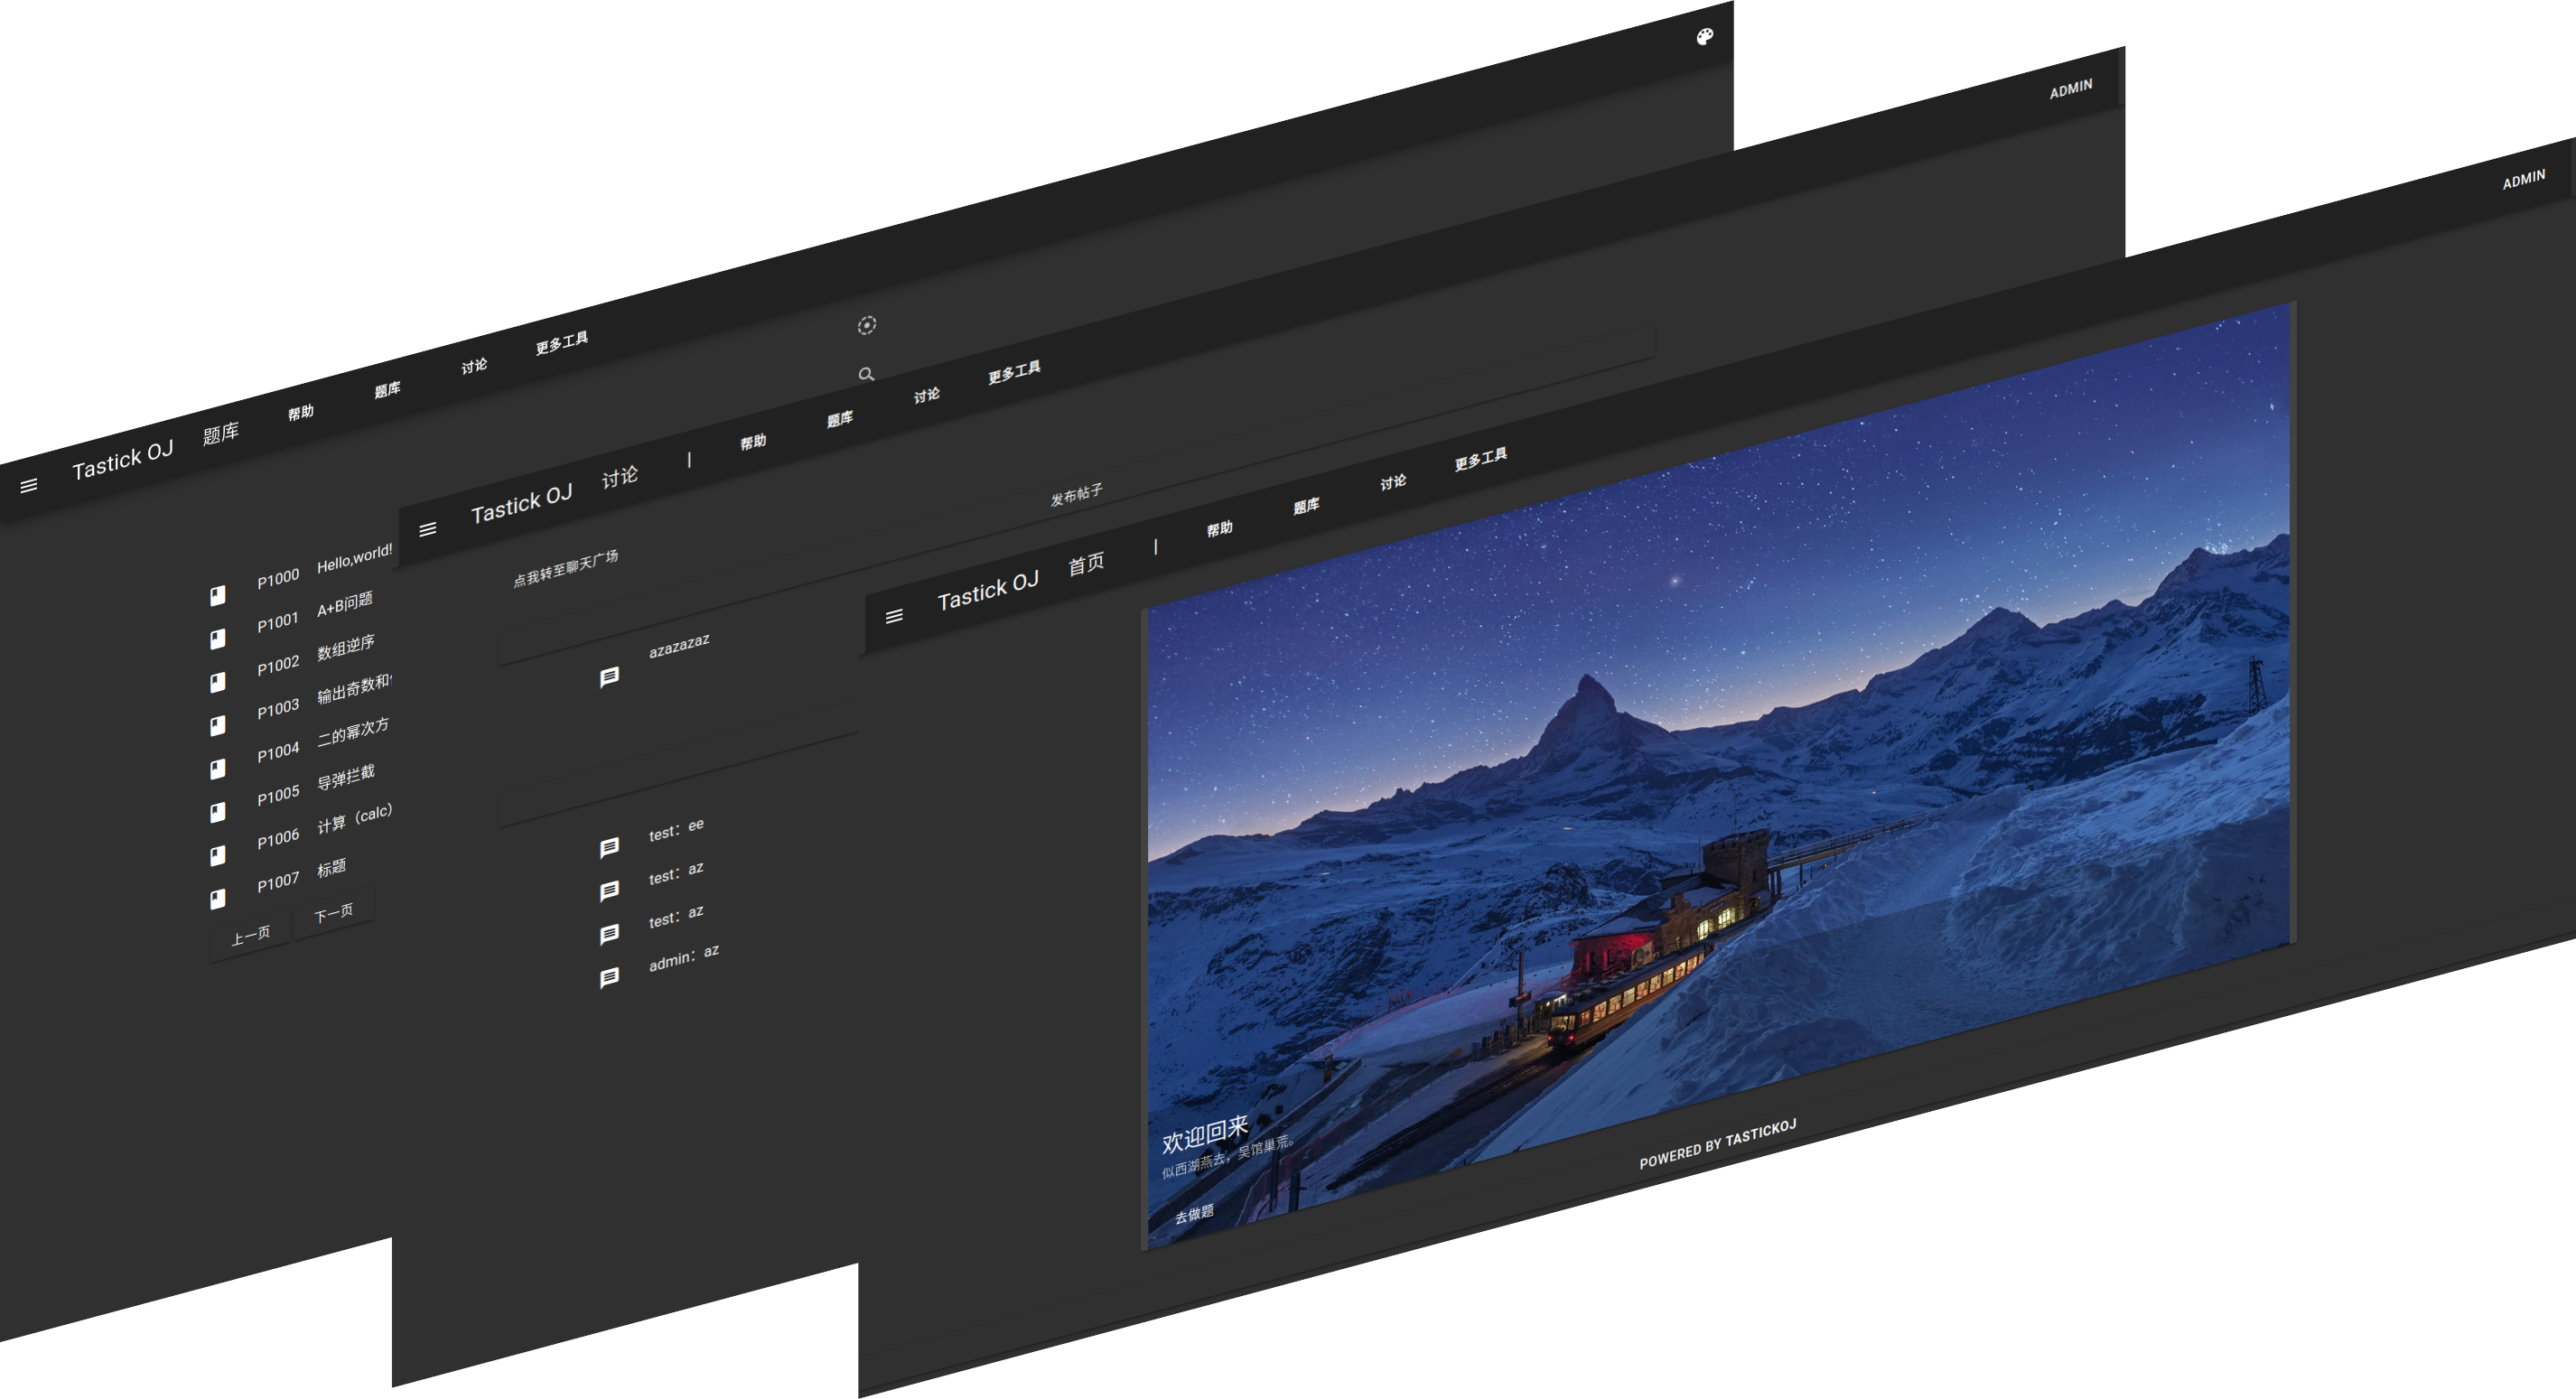 Tastick OJ 题库 帮助 题库 讨论 更多工具
P1000 Hello,world!
P1001 A+B问题
P1002 数组逆序
P1003 输出奇数和
P1004 二的幂次方
P1005 导弹拦截
P1006 计算（calc）
P1007 标题
上一页 下一页
Tastick OJ 讨论 | 帮助 题库 讨论 更多工具 ADMIN
点我转至聊天广场
发布帖子
azazazaz
test：ee
test：az
test：az
admin：az
Tastick OJ 首页 | 帮助 题库 讨论 更多工具 ADMIN
欢迎回来
似西湖燕去，吴馆巢荒。
去做题
POWERED BY TASTICKOJ